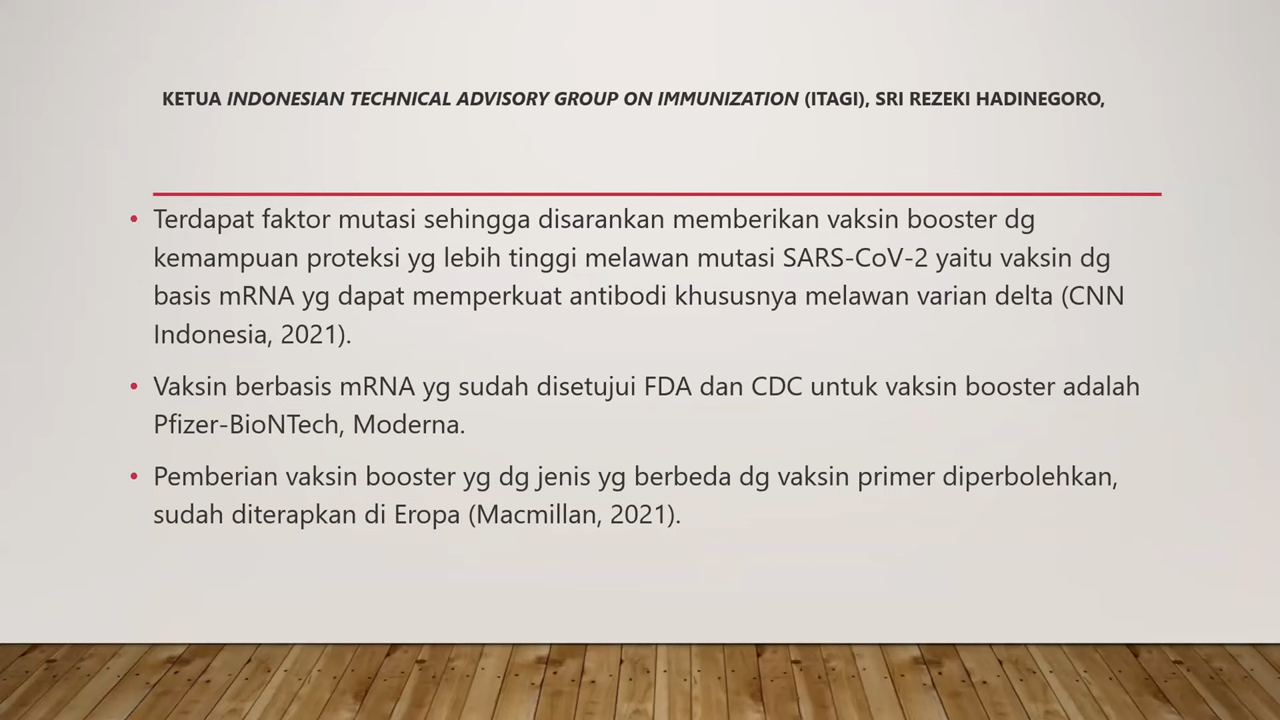 KETUA INDONESIAN TECHNICAL ADVISORY GROUP ON IMMUNIZATION (ITAGI), SRI REZEKI HADINEGORO,
• Terdapat faktor mutasi sehingga disarankan memberikan vaksin booster dg
kemampuan proteksi yg lebih tinggi melawan mutasi SARS-CoV-2 yaitu vaksin dg
basis mRNA yg dapat memperkuat antibodi khususnya melawan varian delta (CNN
Indonesia, 2021).
• Vaksin berbasis mRNA yg sudah disetujui FDA dan CDC untuk vaksin booster adalah
Pfizer-BioNTech, Moderna.
• Pemberian vaksin booster yg dg jenis yg berbeda dg vaksin primer diperbolehkan,
sudah diterapkan di Eropa (Macmillan, 2021).